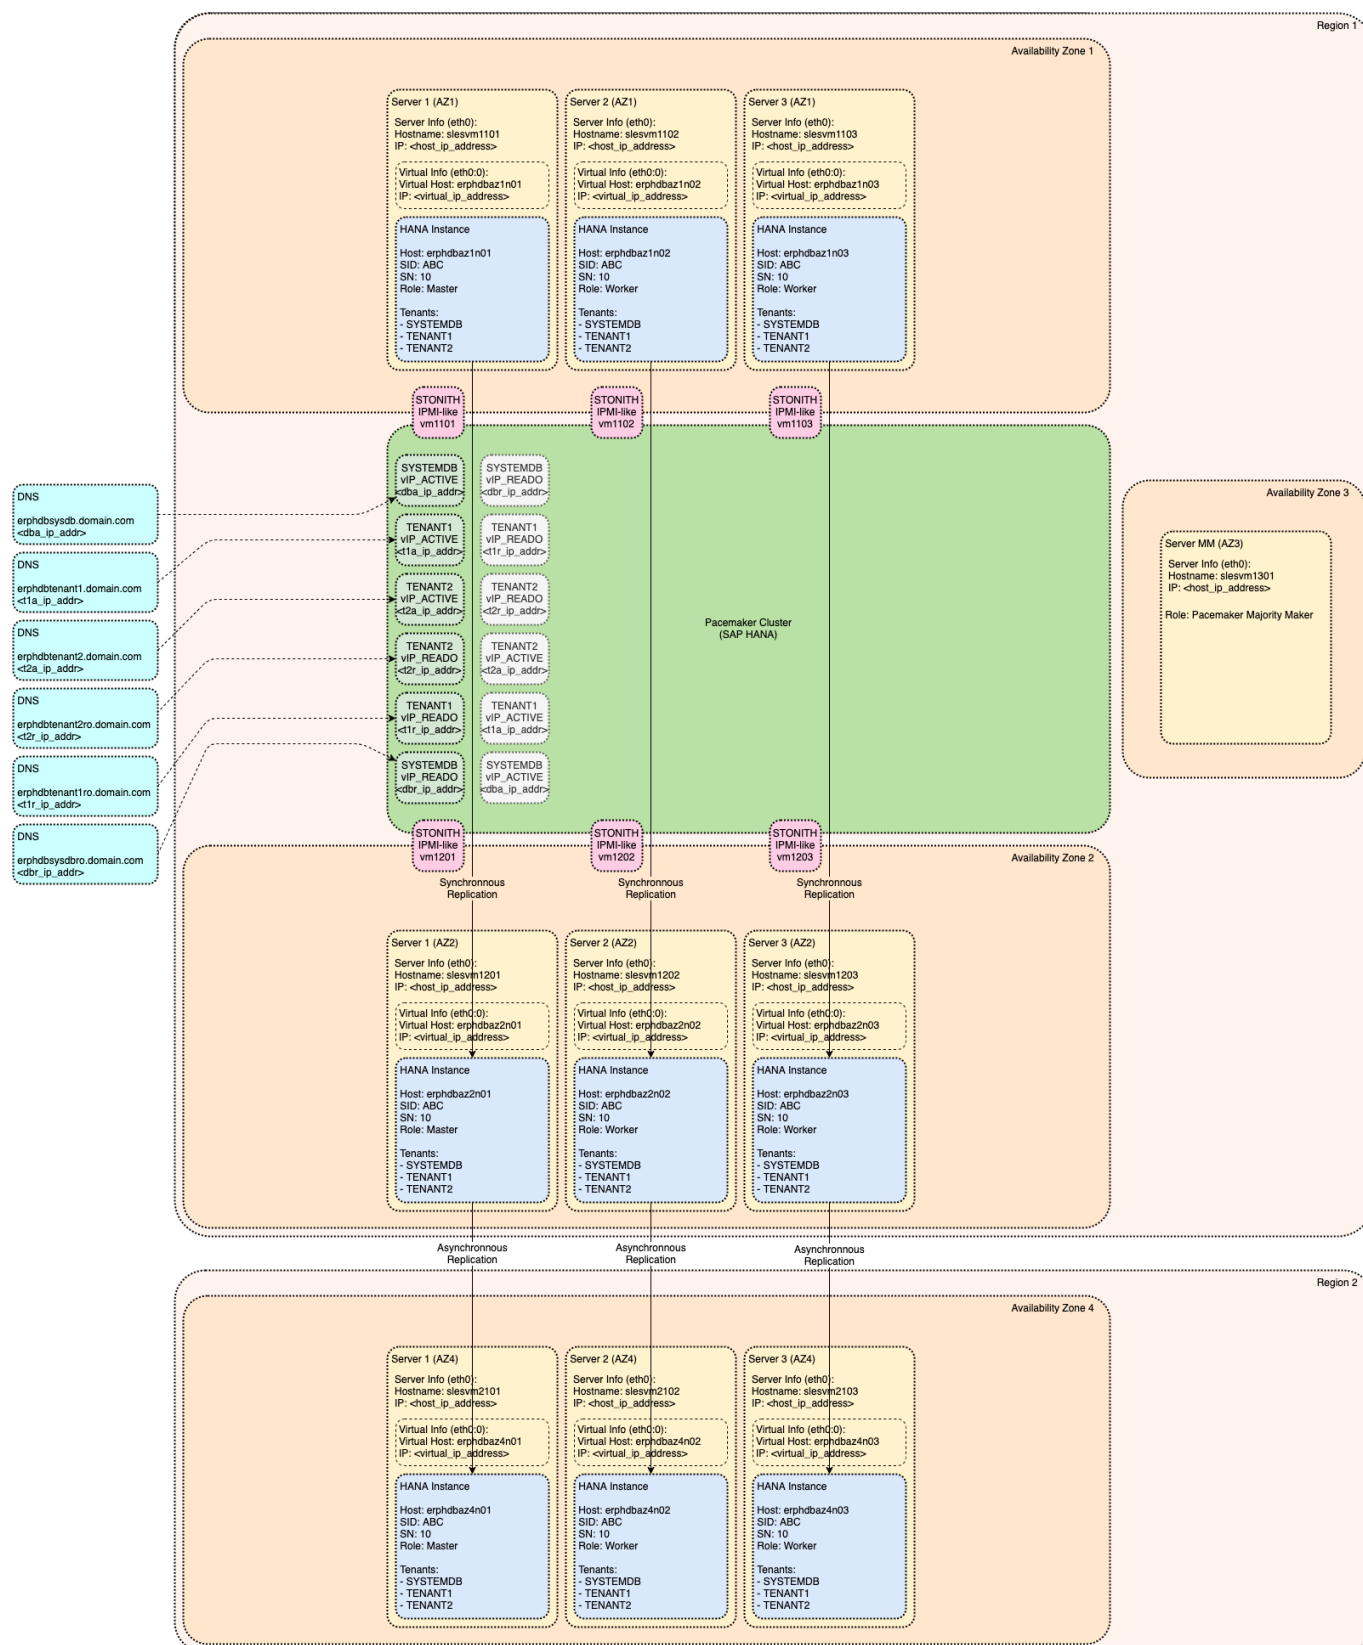 Region 1
Availability Zone 1
Server 1 (AZ1)
Server Info (eth0):
Hostname: slesvm1101
IP: <host_ip_address>
Virtual Info (eth0:0):
Virtual Host: erphdbaz1n01
IP: <virtual_ip_address>
HANA Instance
Host: erphdbaz1n01
SID: ABC
SN: 10
Role: Master
Tenants:
- SYSTEMDB
- TENANT1
- TENANT2
Server 2 (AZ1)
Server Info (eth0):
Hostname: slesvm1102
IP: <host_ip_address>
Virtual Info (eth0:0):
Virtual Host: erphdbaz1n02
IP: <virtual_ip_address>
HANA Instance
Host: erphdbaz1n02
SID: ABC
SN: 10
Role: Worker
Tenants:
- SYSTEMDB
- TENANT1
- TENANT2
Server 3 (AZ1)
Server Info (eth0):
Hostname: slesvm1103
IP: <host_ip_address>
Virtual Info (eth0:0):
Virtual Host: erphdbaz1n03
IP: <virtual_ip_address>
HANA Instance
Host: erphdbaz1n03
SID: ABC
SN: 10
Role: Worker
Tenants:
- SYSTEMDB
- TENANT1
- TENANT2
STONITH
IPMI-like
vm1101
STONITH
IPMI-like
vm1102
STONITH
IPMI-like
vm1103
DNS
erphdbsysdb.domain.com
<dba_ip_addr>
DNS
erphdbtenant1.domain.com
<t1a_ip_addr>
DNS
erphdbtenant2.domain.com
<t2a_ip_addr>
DNS
erphdbtenant2ro.domain.com
<t2r_ip_addr>
DNS
erphdbtenant1ro.domain.com
<t1r_ip_addr>
DNS
erphdbsysdbro.domain.com
<dbr_ip_addr>
SYSTEMDB
vIP_ACTIVE
<dba_ip_addr>
SYSTEMDB
vIP_READO
<dbr_ip_addr>
TENANT1
vIP_ACTIVE
<t1a_ip_addr>
TENANT1
vIP_READO
<t1r_ip_addr>
TENANT2
vIP_ACTIVE
<t2a_ip_addr>
TENANT2
vIP_READO
<t2r_ip_addr>
TENANT2
vIP_READO
<t2r_ip_addr>
TENANT2
vIP_ACTIVE
<t2a_ip_addr>
TENANT1
vIP_READO
<t1r_ip_addr>
TENANT1
vIP_ACTIVE
<t1a_ip_addr>
SYSTEMDB
vIP_READO
<dbr_ip_addr>
SYSTEMDB
vIP_ACTIVE
<dba_ip_addr>
Pacemaker Cluster
(SAP HANA)
Availability Zone 3
Server MM (AZ3)
Server Info (eth0):
Hostname: slesvm1301
IP: <host_ip_address>
Role: Pacemaker Majority Maker
STONITH
IPMI-like
vm1201
STONITH
IPMI-like
vm1202
STONITH
IPMI-like
vm1203
Availability Zone 2
Synchronnous
Replication
Synchronnous
Replication
Synchronnous
Replication
Server 1 (AZ2)
Server Info (eth0):
Hostname: slesvm1201
IP: <host_ip_address>
Virtual Info (eth0:0):
Virtual Host: erphdbaz2n01
IP: <virtual_ip_address>
HANA Instance
Host: erphdbaz2n01
SID: ABC
SN: 10
Role: Master
Tenants:
- SYSTEMDB
- TENANT1
- TENANT2
Server 2 (AZ2)
Server Info (eth0):
Hostname: slesvm1202
IP: <host_ip_address>
Virtual Info (eth0:0):
Virtual Host: erphdbaz2n02
IP: <virtual_ip_address>
HANA Instance
Host: erphdbaz2n02
SID: ABC
SN: 10
Role: Worker
Tenants:
- SYSTEMDB
- TENANT1
- TENANT2
Server 3 (AZ2)
Server Info (eth0):
Hostname: slesvm1203
IP: <host_ip_address>
Virtual Info (eth0:0):
Virtual Host: erphdbaz2n03
IP: <virtual_ip_address>
HANA Instance
Host: erphdbaz2n03
SID: ABC
SN: 10
Role: Worker
Tenants:
- SYSTEMDB
- TENANT1
- TENANT2
Asynchronnous
Replication
Asynchronnous
Replication
Asynchronnous
Replication
Region 2
Availability Zone 4
Server 1 (AZ4)
Server Info (eth0):
Hostname: slesvm2101
IP: <host_ip_address>
Virtual Info (eth0:0):
Virtual Host: erphdbaz4n01
IP: <virtual_ip_address>
HANA Instance
Host: erphdbaz4n01
SID: ABC
SN: 10
Role: Master
Tenants:
- SYSTEMDB
- TENANT1
- TENANT2
Server 2 (AZ4)
Server Info (eth0):
Hostname: slesvm2102
IP: <host_ip_address>
Virtual Info (eth0:0):
Virtual Host: erphdbaz4n02
IP: <virtual_ip_address>
HANA Instance
Host: erphdbaz4n02
SID: ABC
SN: 10
Role: Worker
Tenants:
- SYSTEMDB
- TENANT1
- TENANT2
Server 3 (AZ4)
Server Info (eth0):
Hostname: slesvm2103
IP: <host_ip_address>
Virtual Info (eth0:0):
Virtual Host: erphdbaz4n03
IP: <virtual_ip_address>
HANA Instance
Host: erphdbaz4n03
SID: ABC
SN: 10
Role: Worker
Tenants:
- SYSTEMDB
- TENANT1
- TENANT2